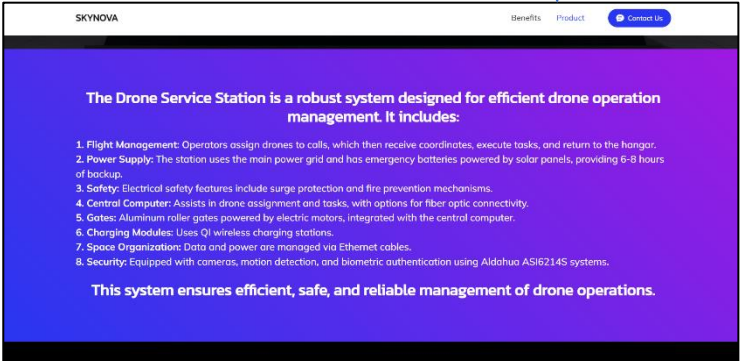 SKYNOVA
Benefits Product Contact Us
The Drone Service Station is a robust system designed for efficient drone operation
management. It includes:
1. Flight Management: Operators assign drones to calls, which then receive coordinates, execute tasks, and return to the hangar.
2. Power Supply: The station uses the main power grid and has emergency batteries powered by solar panels, providing 6-8 hours
of backup.
3. Safety: Electrical safety features include surge protection and fire prevention mechanisms.
4. Central Computer: Assists in drone assignment and tasks, with options for fiber optic connectivity.
5. Gates: Aluminum roller gates powered by electric motors, integrated with the central computer.
6. Charging Modules: Uses QI wireless charging stations.
7. Space Organization: Data and power are managed via Ethernet cables.
8. Security: Equipped with cameras, motion detection, and biometric authentication using Aldahua ASI6214S systems.
This system ensures efficient, safe, and reliable management of drone operations.